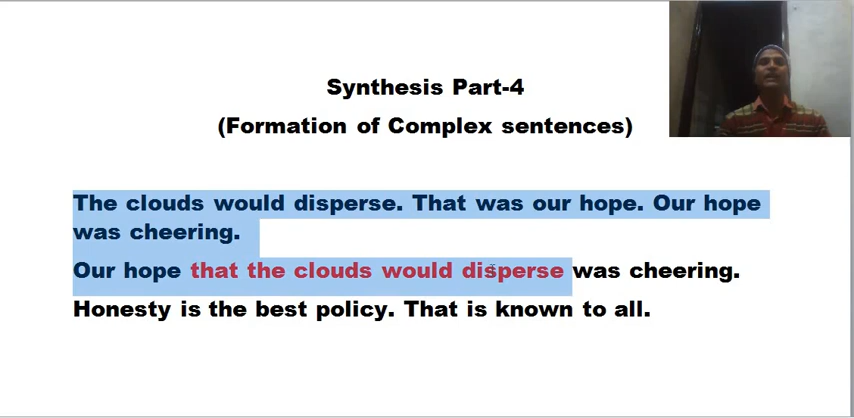 Synthesis Part-4
(Formation of Complex sentences)
The clouds would disperse. That was our hope. Our hope
was cheering.
Our hope that the clouds would disperse was cheering.
Honesty is the best policy. That is known to all.